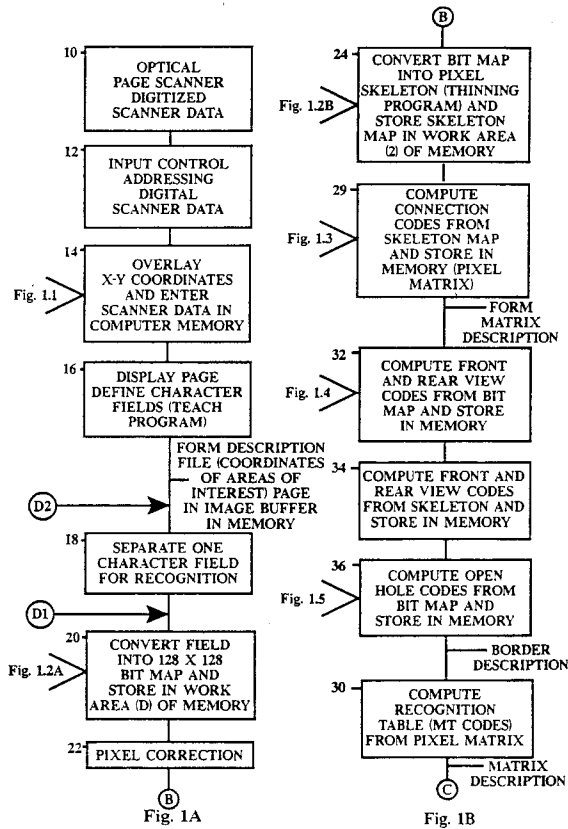 10
OPTICAL
PAGE SCANNER
DIGITIZED
SCANNER
DATA
12
INPUT CONTROL
ADDRESSING
DIGITAL
SCANNER DATA
14
Fig. 1.1
OVERLAY
X-Y COORDINATES
AND ENTER
SCANNER DATA IN
COMPUTER MEMORY
16
DISPLAY PAGE
DEFINE CHARACTER
FIELDS (TEACH
PROGRAM)
FORM DESCRIPTION
FILE (COORDINATES
OF AREAS OF
INTEREST) PAGE
IN IMAGE BUFFER
IN MEMORY
D2
18
SEPARATE ONE
CHARACTER FIELD
FOR RECOGNITION
D1
20
Fig. 1.2A
CONVERT FIELD
INTO 128 X 128
BIT MAP AND
STORE IN WORK
AREA (D) OF MEMORY
22
PIXEL CORRECTION
B
Fig. 1A
B
24
Fig. 1.2B
CONVERT BIT MAP
INTO PIXEL
SKELETON (THINNING
PROGRAM) AND
STORE SKELETON
MAP IN WORK AREA
(2) OF MEMORY
29
Fig. 1.3
COMPUTE
CONNECTION
CODES FROM
SKELETON MAP
AND STORE IN
MEMORY (PIXEL
MATRIX)
FORM
MATRIX
DESCRIPTION
32
Fig. 1.4
COMPUTE FRONT
AND REAR VIEW
CODES FROM BIT
MAP AND STORE
IN MEMORY
34
COMPUTE FRONT AND
REAR VIEW CODES
FROM SKELETON AND
STORE IN MEMORY
36
Fig. 1.5
COMPUTE OPEN
HOLE CODES FROM
BIT MAP AND
STORE IN MEMORY
BORDER
DESCRIPTION
30
COMPUTE
RECOGNITION
TABLE (MT CODES)
FROM PIXEL MATRIX
MATRIX
DESCRIPTION
C
Fig. 1B